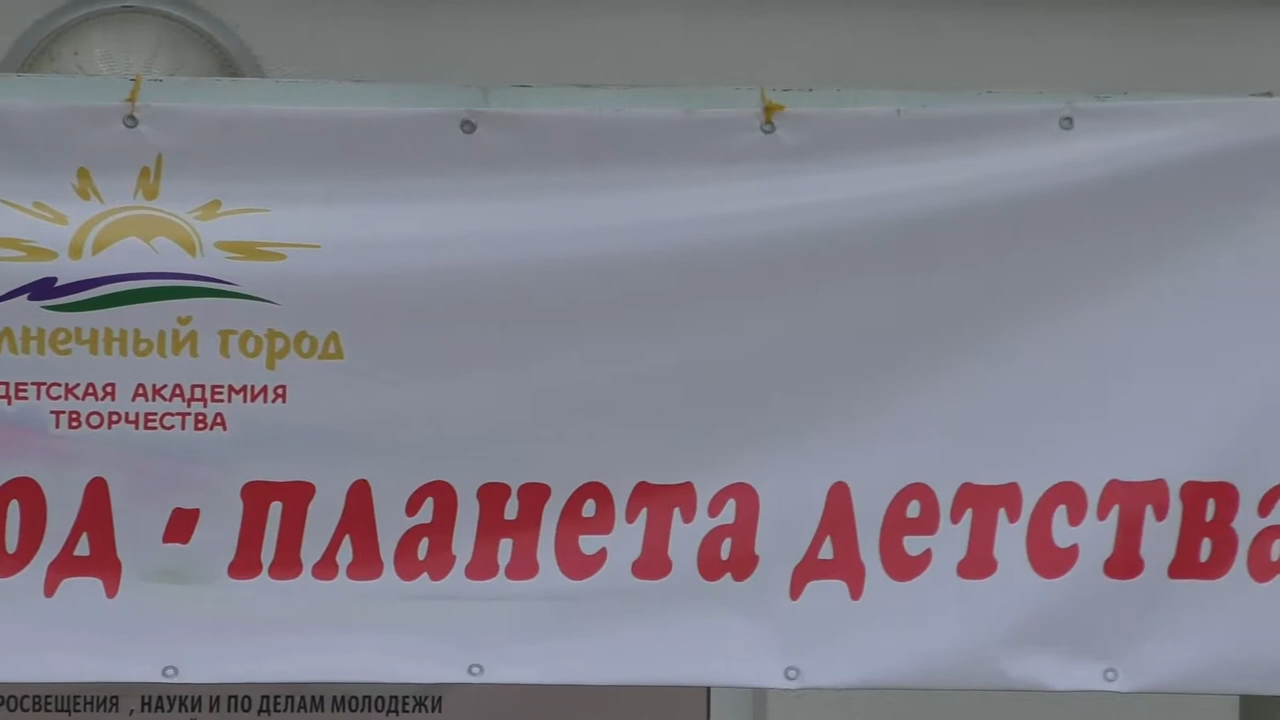 лнечный город
ДЕТСКАЯ АКАДЕМИЯ
ТВОРЧЕСТВА
од - планета детства
РОСВЕЩЕНИЯ , НАУКИ И ПО ДЕЛАМ МОЛОДЕЖИ